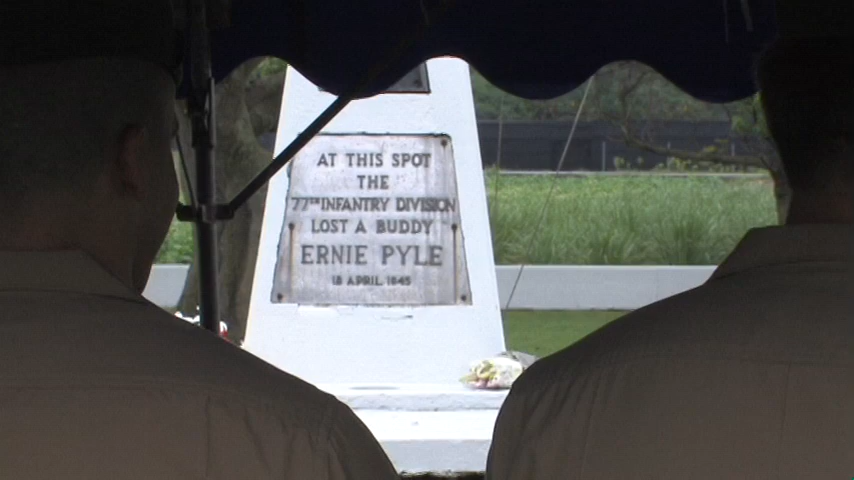 AT THIS SPOT
THE
77TH INFANTRY DIVISION
LOST A BUDDY
ERNIE PYLE
18 APRIL 1945